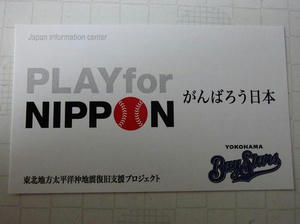 Japan information center
PLAY for
NIPPON
がんばろう日本
YOKOHAMA
BayStars
東北地方太平洋沖地震復旧支援プロジェクト